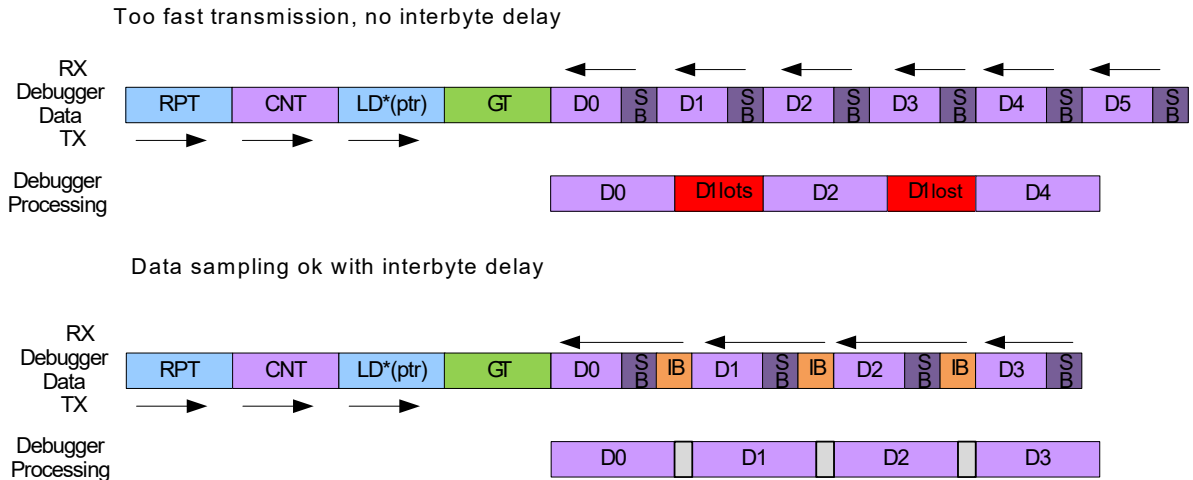 Too fast transmission, no interbyte delay
RX
Debugger
Data
TX
RPT CNT LD*(ptr) GT D0 SB D1 SB D2 SB D3 SB D4 SB D5 SB
Debugger
Processing
D0 D1lots D2 D1lost D4
Data sampling ok with interbyte delay
RX
Debugger
Data
TX
RPT CNT LD*(ptr) GT D0 SB IB D1 SB IB D2 SB IB D3 SB
Debugger
Processing
D0 D1 D2 D3